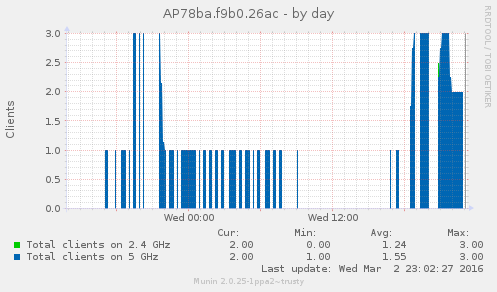 AP78ba.f9b0.26ac - by day
RRDTOOL / TOBI OETIKER
Clients
3.0
2.5
2.0
1.5
1.0
0.5
0.0
Wed 00:00 Wed 12:00
Cur: Min: Avg: Max:
Total clients on 2.4 GHz 2.00 0.00 1.24 3.00
Total clients on 5 GHz 2.00 1.00 1.55 3.00
Last update: Wed Mar 2 23:02:27 2016
Munin 2.0.25-1ppa2~trusty